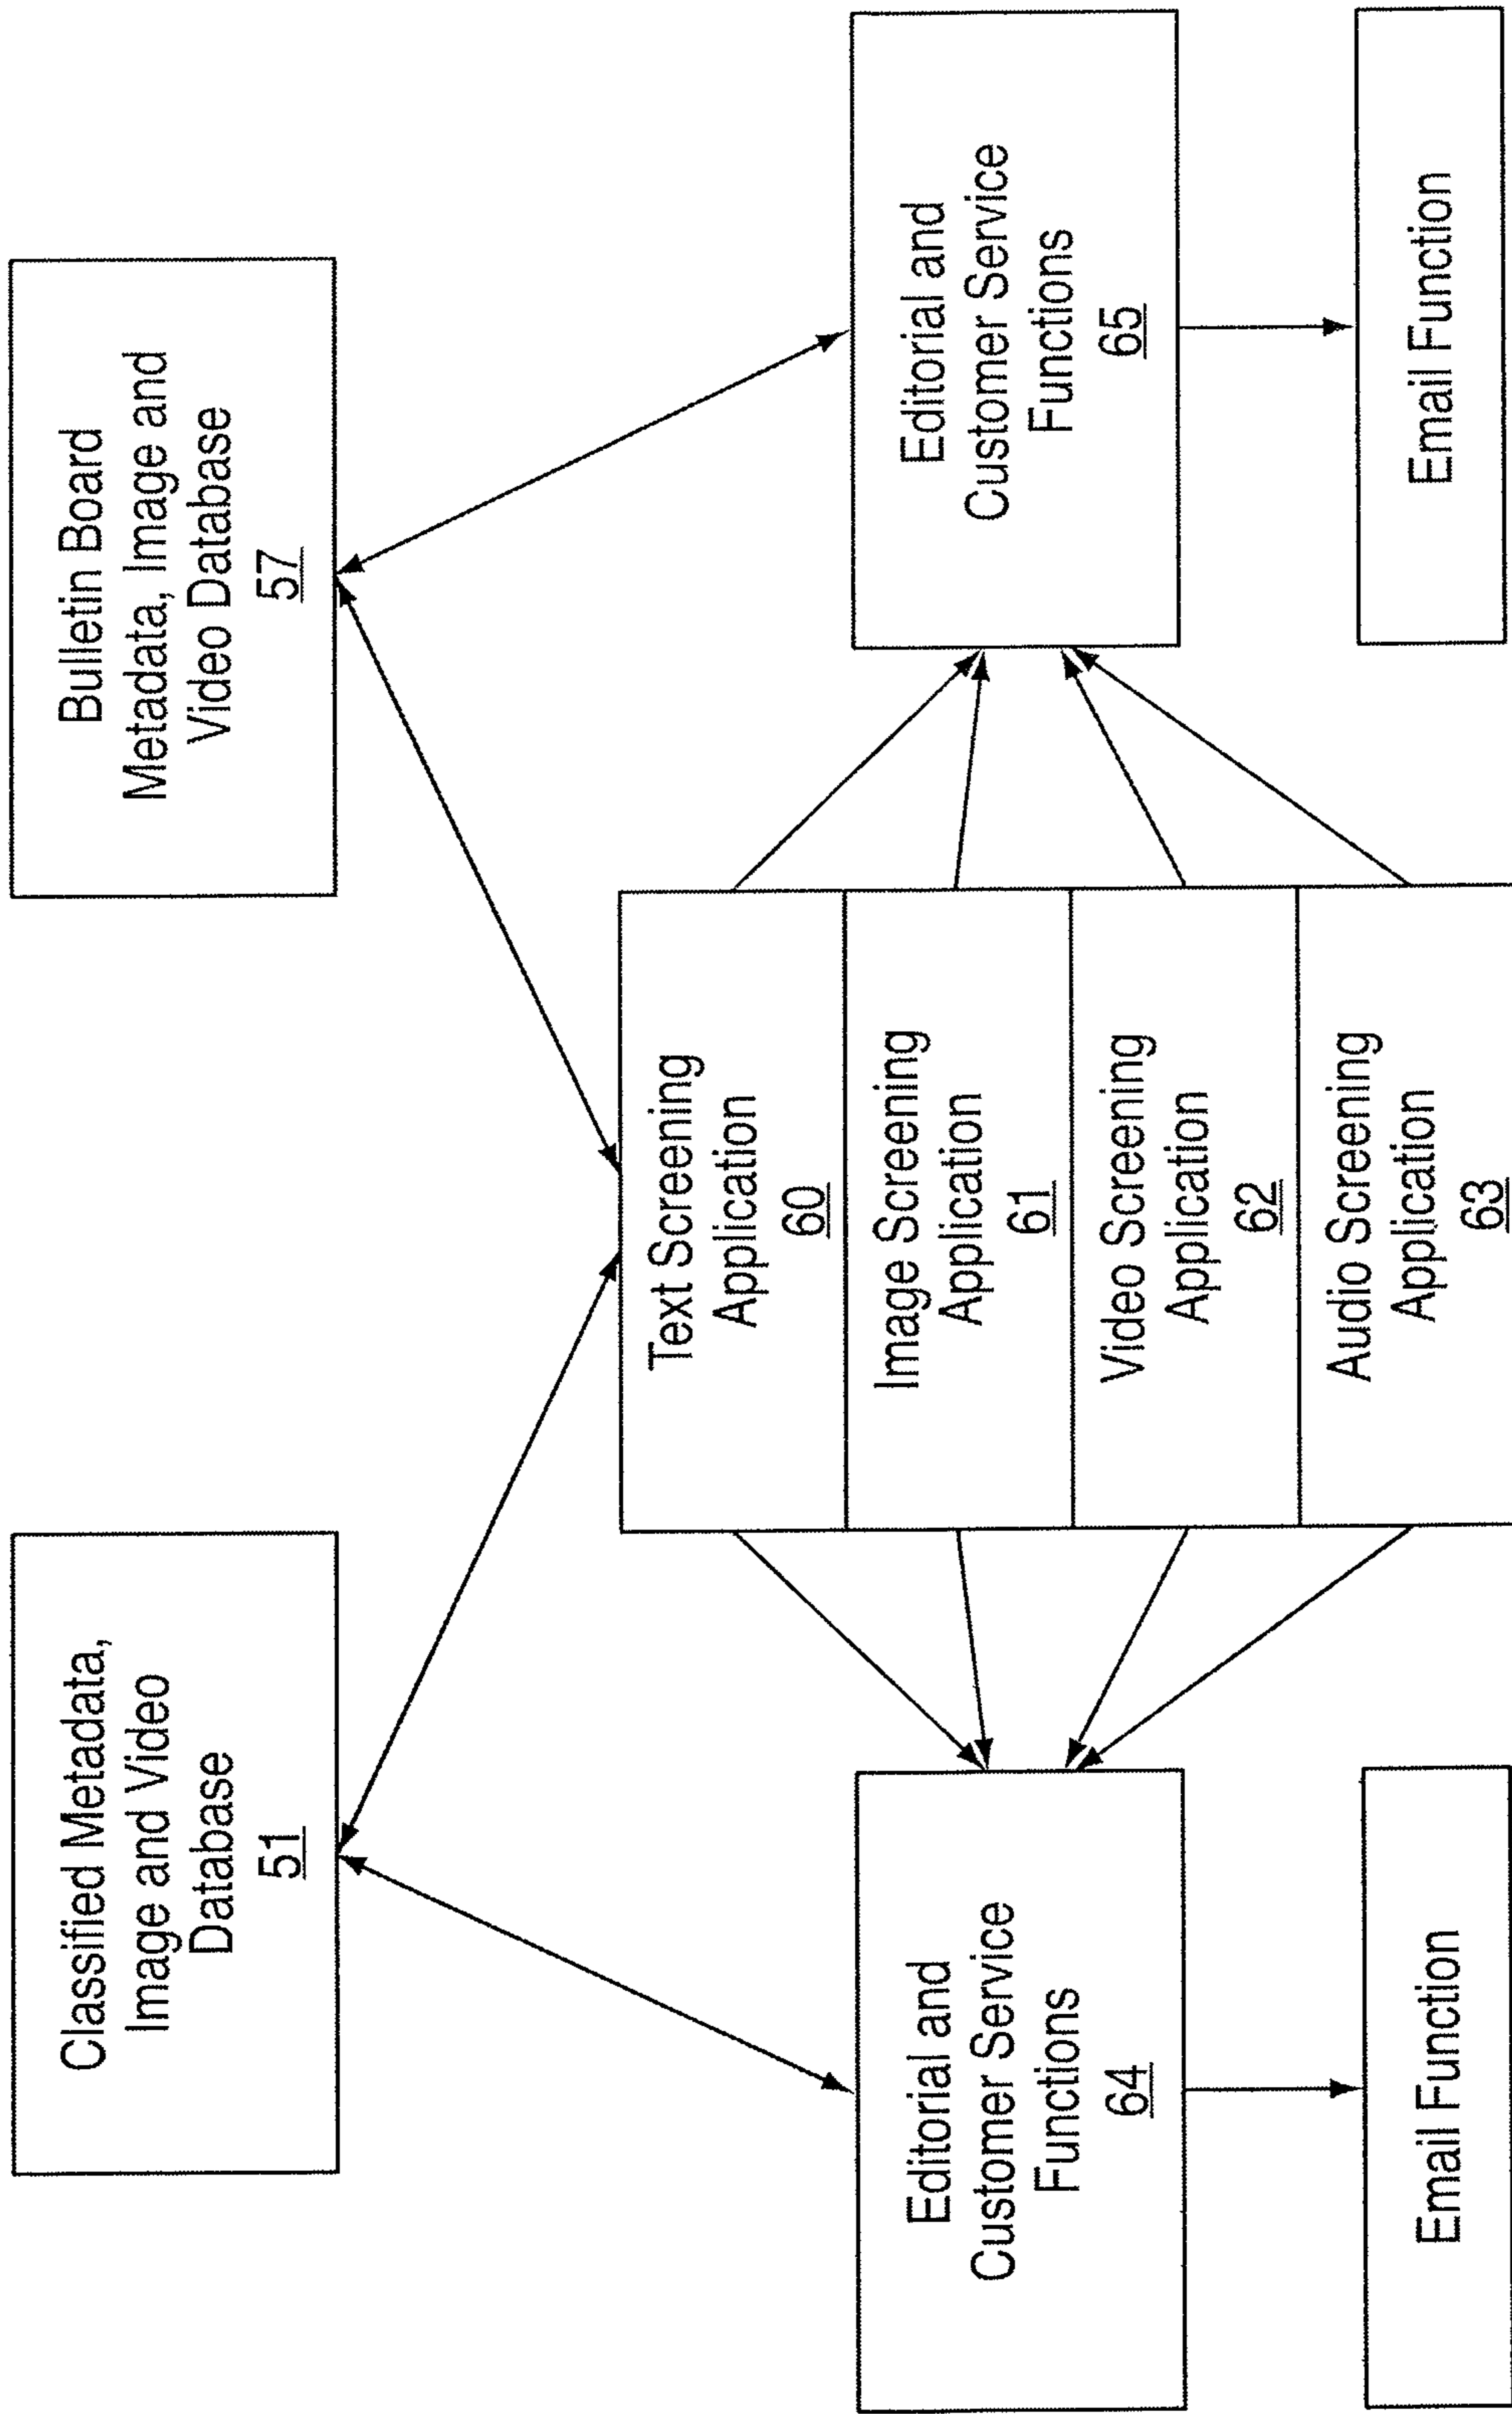 Classified Metadata,
Image and Video
Database
51
Bulletin Board
Metadata, Image and
Video Database
57
Text Screening
Application
60
Image Screening
Application
61
Video Screening
Application
62
Audio Screening
Application
63
Editorial and
Customer Service
Functions
64
Editorial and
Customer Service
Functions
65
Email Function
Email Function